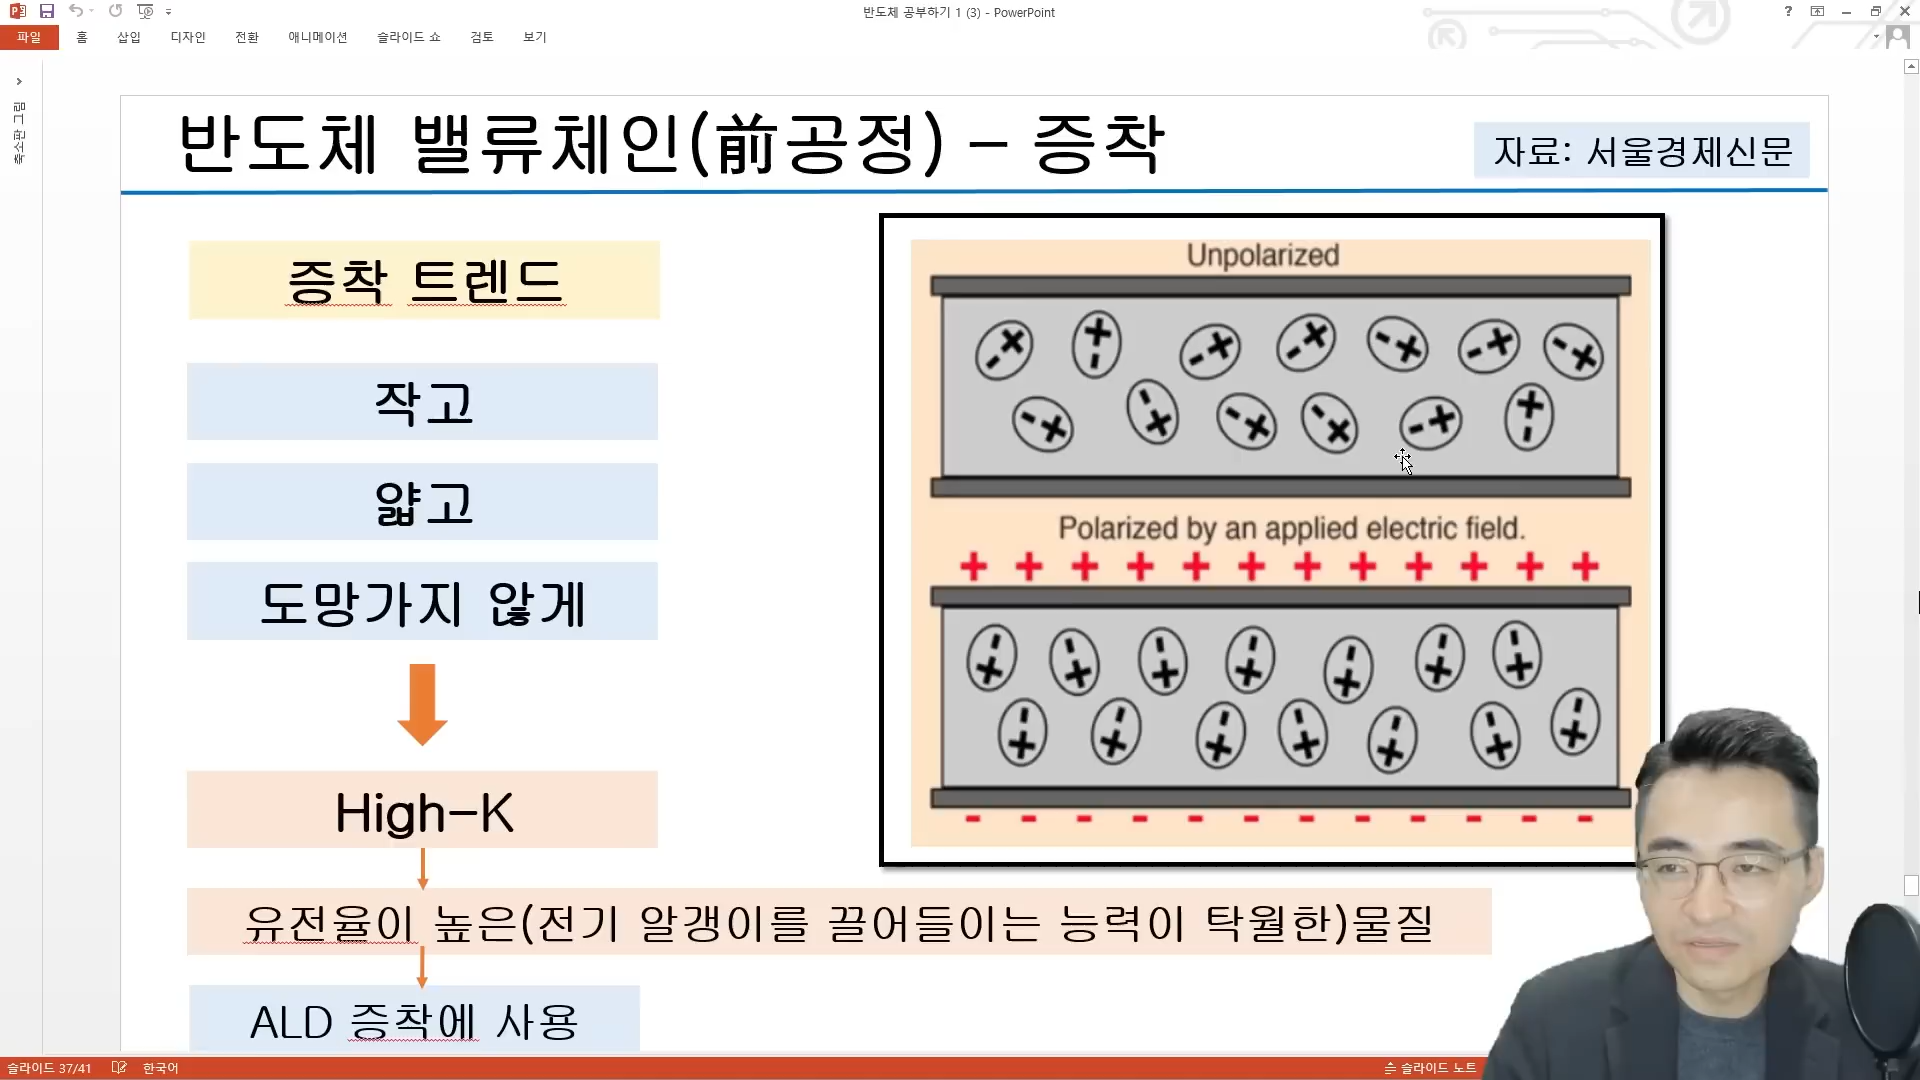 반도체 공부하기 1 (3) - PowerPoint
파일 홈 삽입 디자인 전환 애니메이션 슬라이드 쇼 검토 보기
축소판 그림
반도체 밸류체인(前공정) – 증착
자료: 서울경제신문
증착 트렌드
작고
얇고
도망가지 않게
High-K
유전율이 높은(전기 알갱이를 끌어들이는 능력이 탁월한)물질
ALD 증착에 사용
Unpolarized
Polarized by an applied electric field.
슬라이드 37/41 한국어 슬라이드 노트